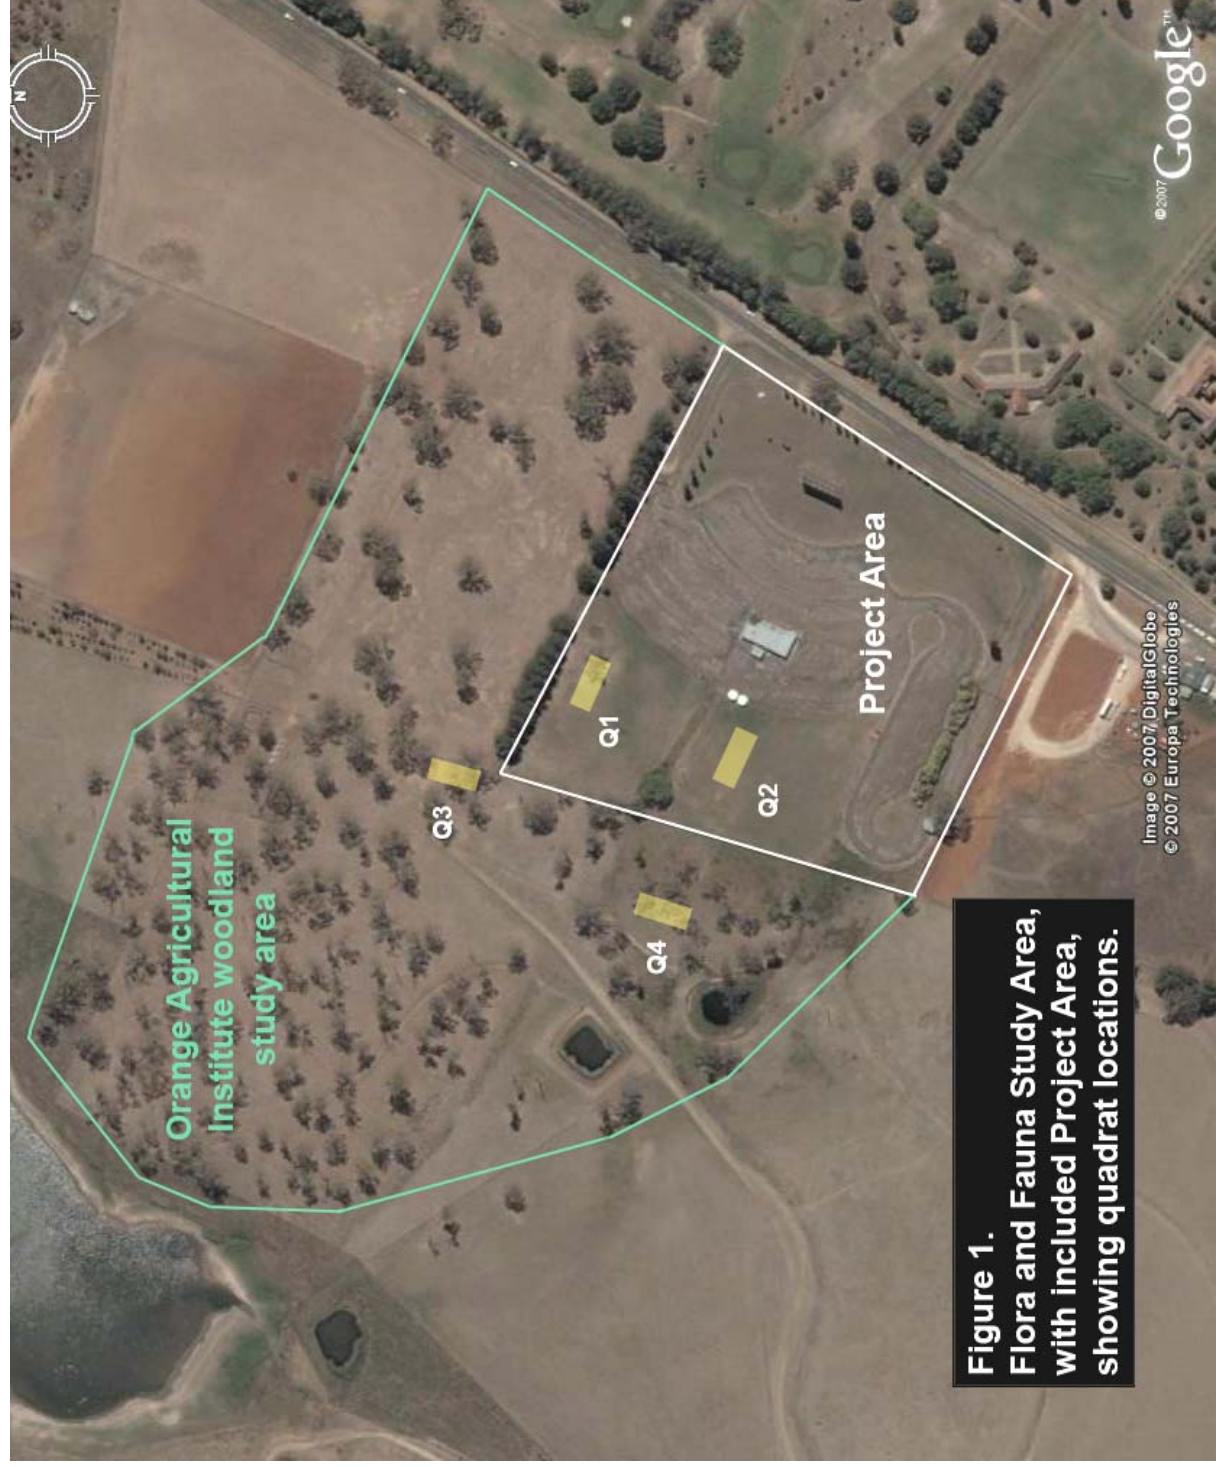 N
Orange Agricultural
Institute woodland
study area
Q3
Q1
Q4
Q2
Project Area
Figure 1.
Flora and Fauna Study Area,
with included Project Area,
showing quadrat locations.
Image © 2007 DigitalGlobe
© 2007 Europa Technologies
©2007 Google™